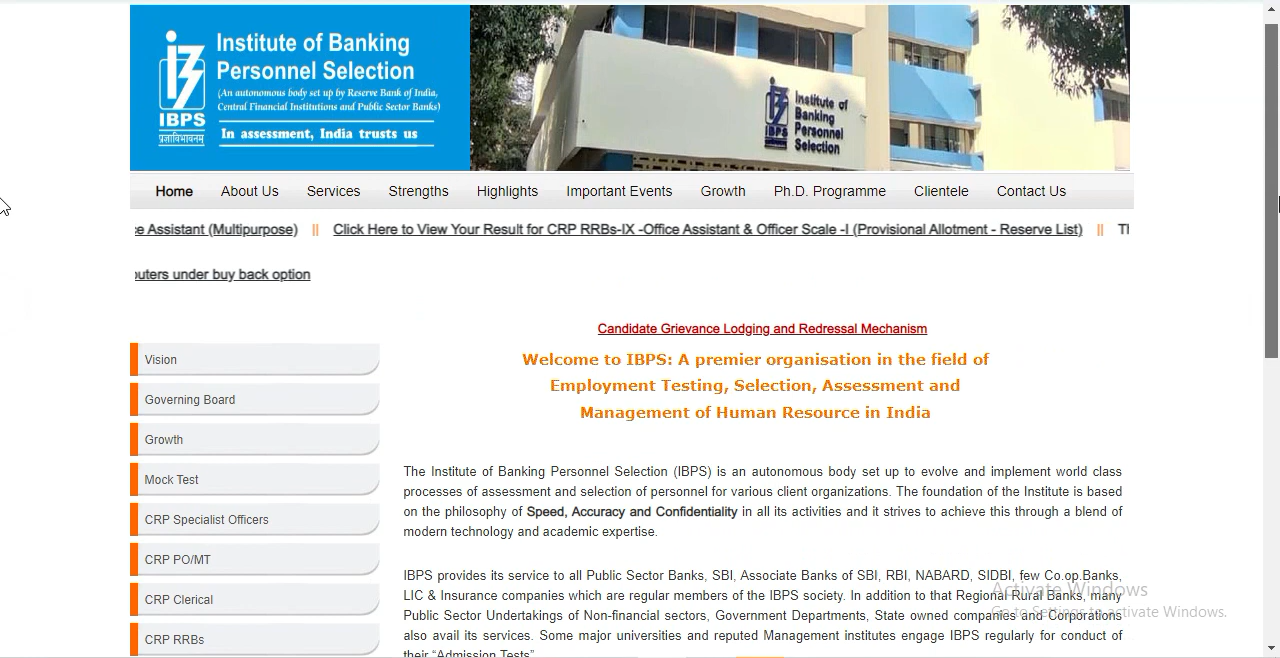 Institute of Banking
Personnel Selection
(An autonomous body set up by Reserve Bank of India,
Central Financial Institutions and Public Sector Banks)
IBPS
प्रज्ञाविभावनम्
In assessment, India trusts us
Institute of
Banking
Personnel
Selection
IBPS
Home About Us Services Strengths Highlights Important Events Growth Ph.D. Programme Clientele Contact Us
e Assistant (Multipurpose) || Click Here to View Your Result for CRP RRBs-IX -Office Assistant & Officer Scale -I (Provisional Allotment - Reserve List) ||
outers under buy back option
Candidate Grievance Lodging and Redressal Mechanism
Welcome to IBPS: A premier organisation in the field of
Employment Testing, Selection, Assessment and
Management of Human Resource in India
Vision
Governing Board
Growth
Mock Test
CRP Specialist Officers
CRP PO/MT
CRP Clerical
CRP RRBs
The Institute of Banking Personnel Selection (IBPS) is an autonomous body set up to evolve and implement world class
processes of assessment and selection of personnel for various client organizations. The foundation of the Institute is based
on the philosophy of Speed, Accuracy and Confidentiality in all its activities and it strives to achieve this through a blend of
modern technology and academic expertise.
IBPS provides its service to all Public Sector Banks, SBI, Associate Banks of SBI, RBI, NABARD, SIDBI, few Co.op.Banks,
LIC & Insurance companies which are regular members of the IBPS society. In addition to that Regional Rural Banks, many
Public Sector Undertakings of Non-financial sectors, Government Departments, State owned companies and Corporations
also avail its services. Some major universities and reputed Management institutes engage IBPS regularly for conduct of
their “Admission Tests”
Activate Windows
Go to Settings to activate Windows.